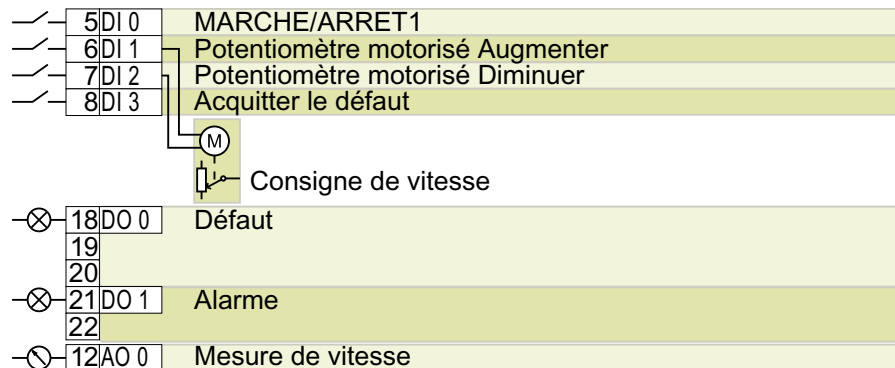 5 DI 0 MARCHE/ARRET1
6 DI 1 Potentiomètre motorisé Augmenter
7 DI 2 Potentiomètre motorisé Diminuer
8 DI 3 Acquitter le défaut
M
Consigne de vitesse
18 DO 0 Défaut
19
20
21 DO 1 Alarme
22
12 AO 0 Mesure de vitesse